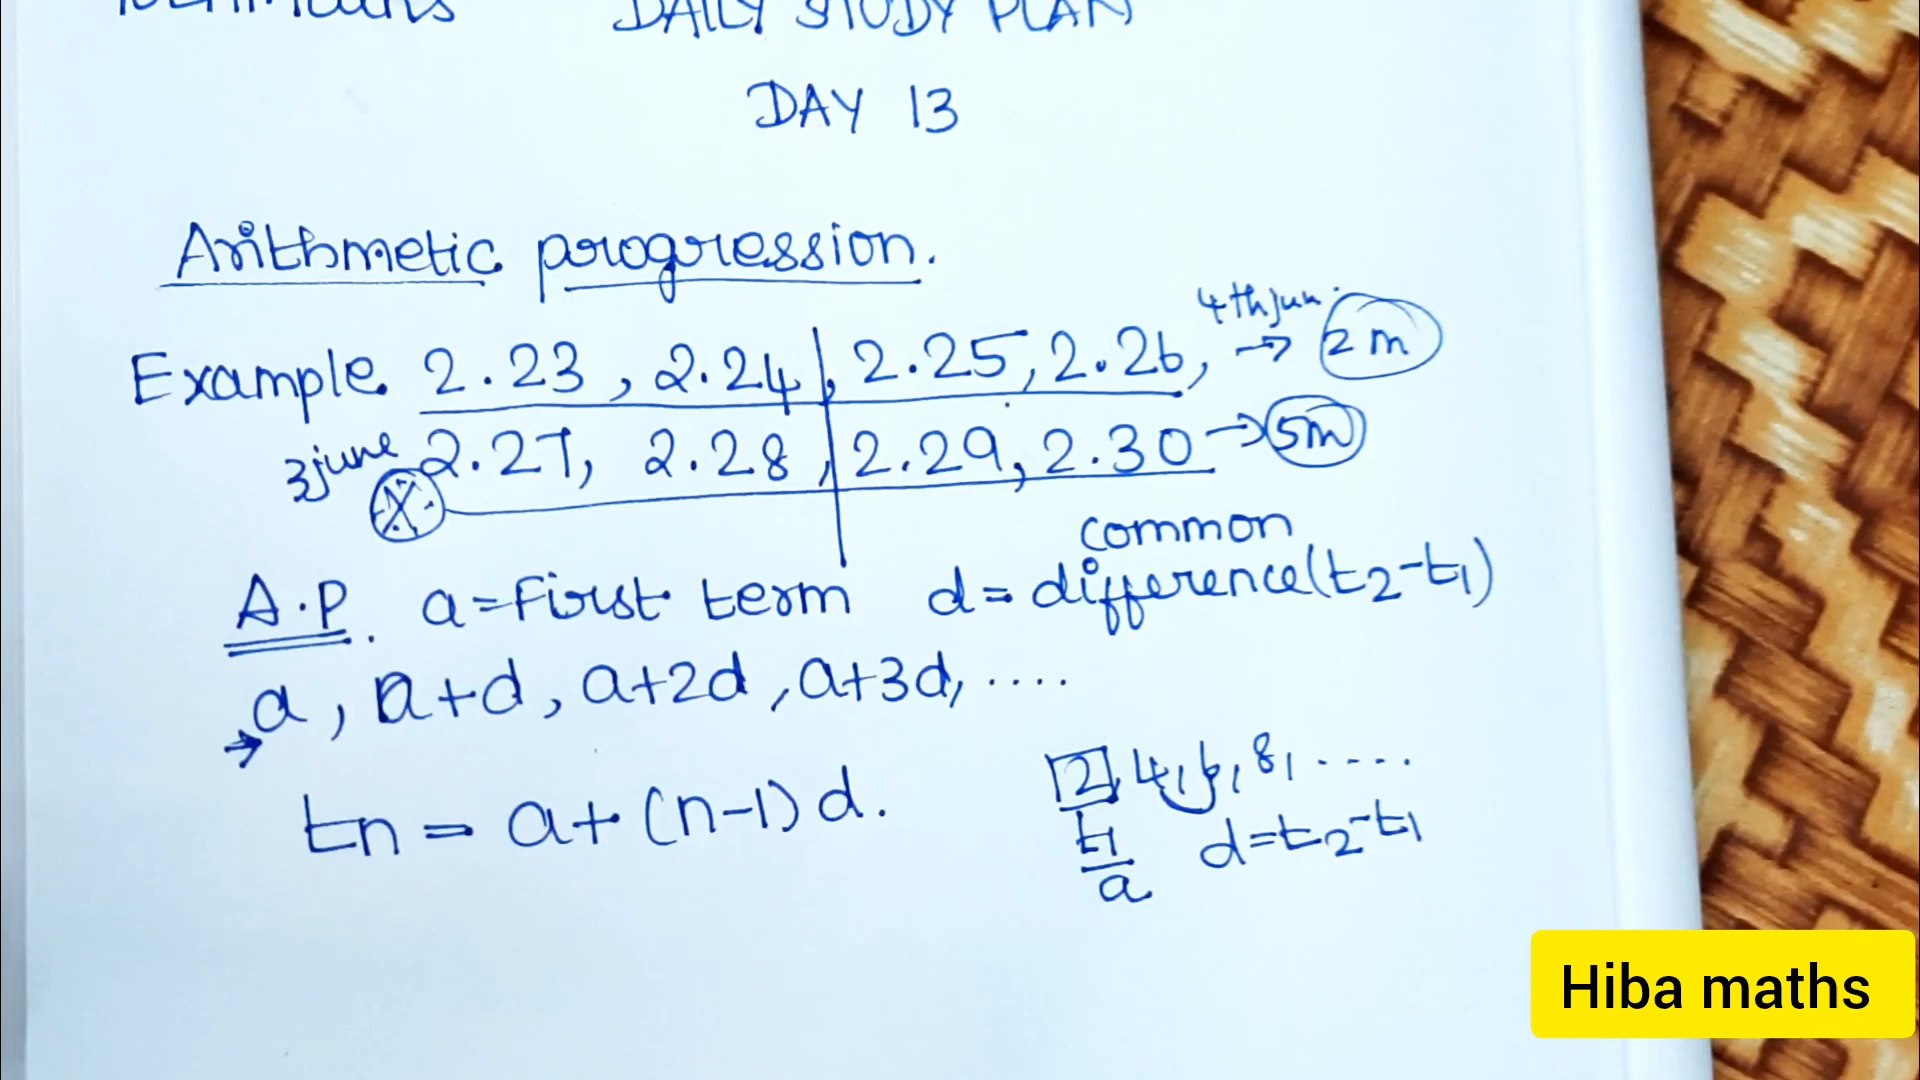 DAILY STUDY PLAN
DAY 13
Arithmetic progression.
4th jun.
Example 2.23, 2.24, 2.25, 2.26, → 2m
3 june 2.27, 2.28, 2.29, 2.30 → 5m
common
A.P. a=First term d=difference(t2-t1)
→a, a+d, a+2d, a+3d, ....
2, 4, 6, 8, ....
tn = a+(n-1)d.
t1 d=t2-t1
a
Hiba maths